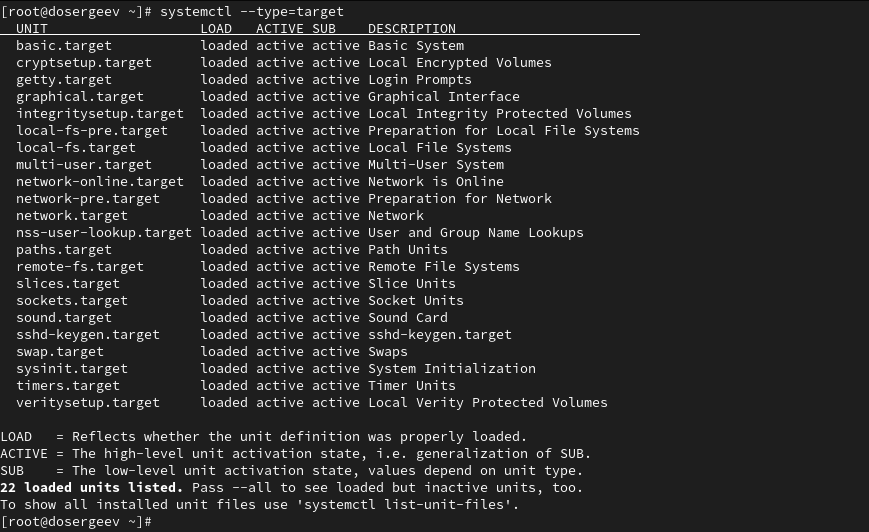 [root@dosergeev ~]# systemctl --type=target
  UNIT                   LOAD   ACTIVE SUB    DESCRIPTION
  basic.target           loaded active active Basic System
  cryptsetup.target      loaded active active Local Encrypted Volumes
  getty.target           loaded active active Login Prompts
  graphical.target       loaded active active Graphical Interface
  integritysetup.target  loaded active active Local Integrity Protected Volumes
  local-fs-pre.target    loaded active active Preparation for Local File Systems
  local-fs.target        loaded active active Local File Systems
  multi-user.target      loaded active active Multi-User System
  network-online.target  loaded active active Network is Online
  network-pre.target     loaded active active Preparation for Network
  network.target         loaded active active Network
  nss-user-lookup.target loaded active active User and Group Name Lookups
  paths.target           loaded active active Path Units
  remote-fs.target       loaded active active Remote File Systems
  slices.target          loaded active active Slice Units
  sockets.target         loaded active active Socket Units
  sound.target           loaded active active Sound Card
  sshd-keygen.target     loaded active active sshd-keygen.target
  swap.target            loaded active active Swaps
  sysinit.target         loaded active active System Initialization
  timers.target          loaded active active Timer Units
  veritysetup.target     loaded active active Local Verity Protected Volumes

LOAD   = Reflects whether the unit definition was properly loaded.
ACTIVE = The high-level unit activation state, i.e. generalization of SUB.
SUB    = The low-level unit activation state, values depend on unit type.
22 loaded units listed. Pass --all to see loaded but inactive units, too.
To show all installed unit files use 'systemctl list-unit-files'.
[root@dosergeev ~]#